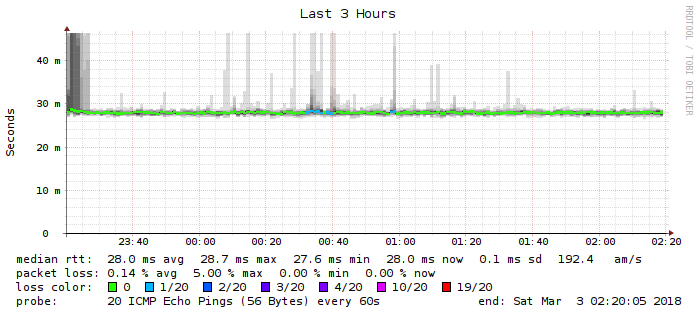 Last 3 Hours
RRDTOOL / TOBI OETIKER
Seconds
40 m
30 m
20 m
10 m
0
23:40 00:00 00:20 00:40 01:00 01:20 01:40 02:00 02:20
median rtt: 28.0 ms avg 28.7 ms max 27.6 ms min 28.0 ms now 0.1 ms sd 192.4 am/s
packet loss: 0.14 % avg 5.00 % max 0.00 % min 0.00 % now
loss color: 0 1/20 2/20 3/20 4/20 10/20 19/20
probe: 20 ICMP Echo Pings (56 Bytes) every 60s end: Sat Mar 3 02:20:05 2018